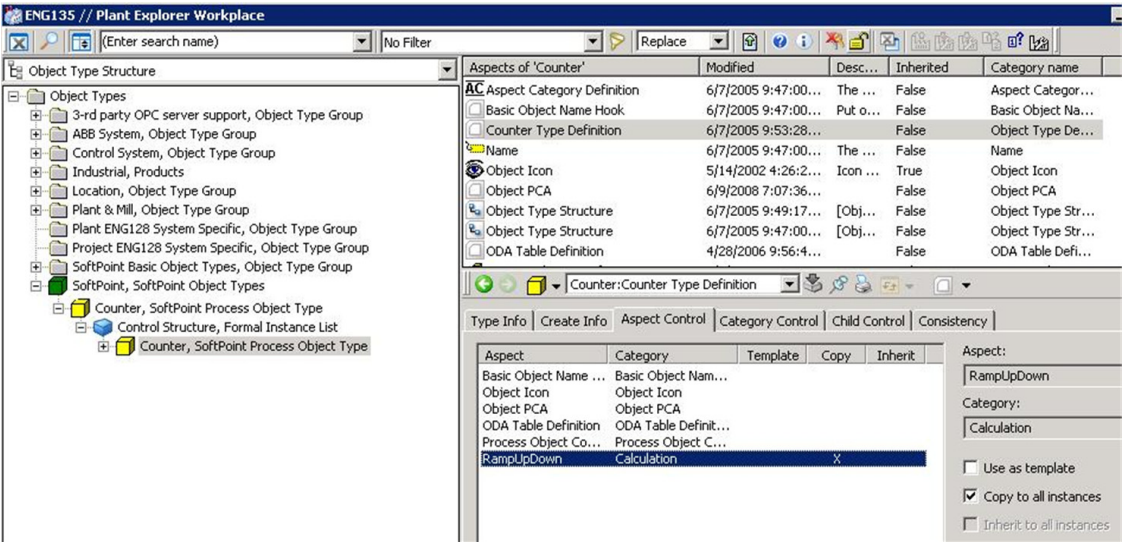 ENG135 // Plant Explorer Workplace
(Enter search name) No Filter Replace
Object Type Structure
Object Types
3-rd party OPC server support, Object Type Group
ABB System, Object Type Group
Control System, Object Type Group
Industrial, Products
Location, Object Type Group
Plant & Mill, Object Type Group
Plant ENG128 System Specific, Object Type Group
Project ENG128 System Specific, Object Type Group
SoftPoint Basic Object Types, Object Type Group
SoftPoint, SoftPoint Object Types
Counter, SoftPoint Process Object Type
Control Structure, Formal Instance List
Counter, SoftPoint Process Object Type
Aspects of 'Counter' Modified Desc... Inherited Category name
AC Aspect Category Definition 6/7/2005 9:47:00... The ... False Aspect Categor...
Basic Object Name Hook 6/7/2005 9:47:00... Put o... False Basic Object Na...
Counter Type Definition 6/7/2005 9:53:28... False Object Type De...
Name 6/7/2005 9:47:00... The ... False Name
Object Icon 5/14/2002 4:26:2... Icon ... True Object Icon
Object PCA 6/9/2008 7:07:36... False Object PCA
Object Type Structure 6/7/2005 9:49:17... [Obj... False Object Type Str...
Object Type Structure 6/7/2005 9:47:00... [Obj... False Object Type Str...
ODA Table Definition 4/28/2006 9:56:4... False ODA Table Defi...
Counter:Counter Type Definition
Type Info Create Info Aspect Control Category Control Child Control Consistency
Aspect Category Template Copy Inherit
Basic Object Name ... Basic Object Nam...
Object Icon Object Icon
Object PCA Object PCA
ODA Table Definition ODA Table Definit...
Process Object Co... Process Object C...
RampUpDown Calculation X
Aspect:
RampUpDown
Category:
Calculation
Use as template
Copy to all instances
Inherit to all instances